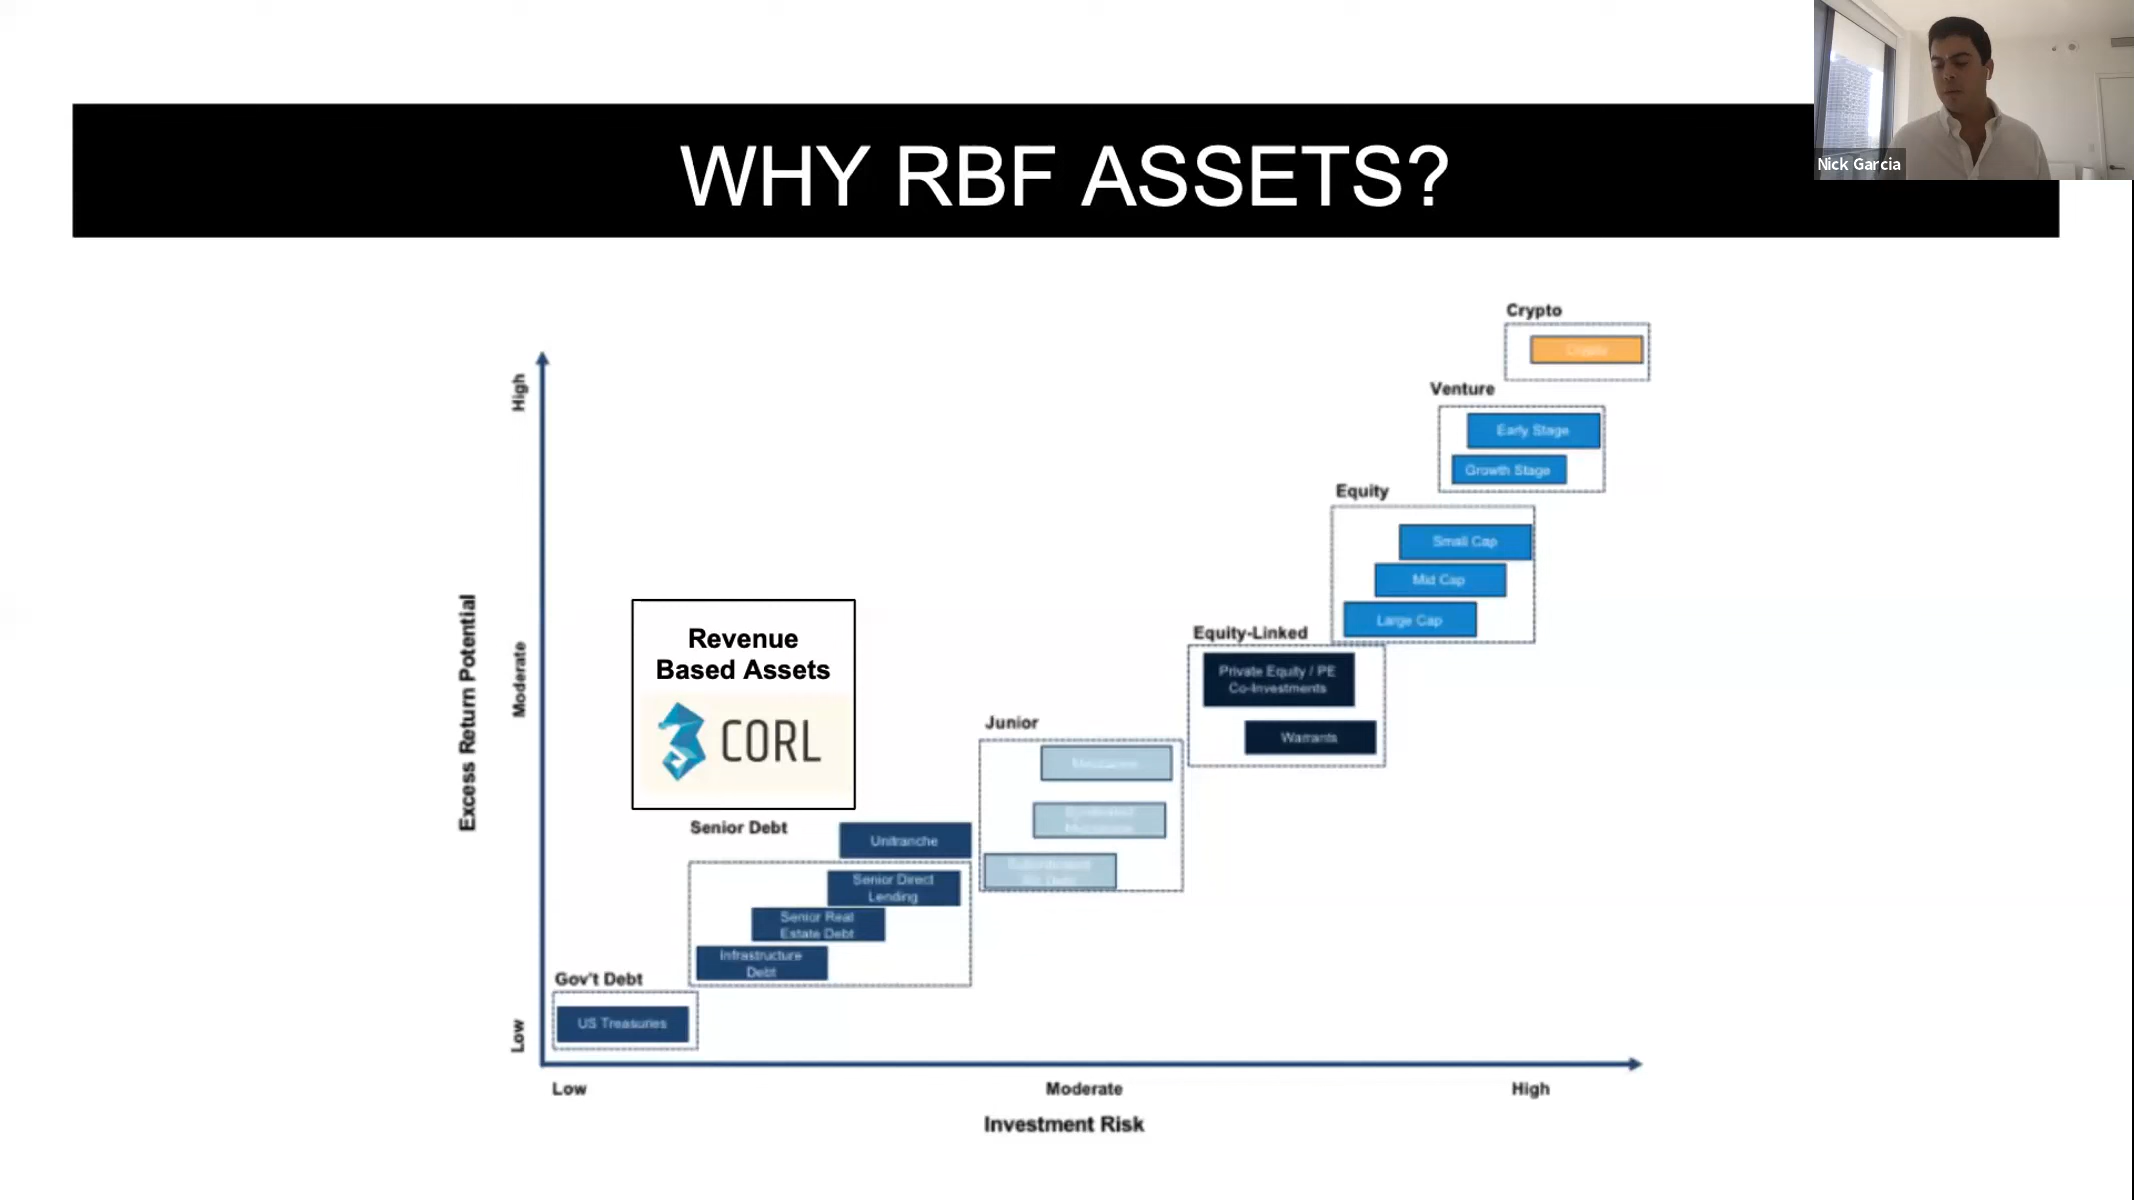 WHY RBF ASSETS?
Nick Garcia
Crypto
Venture
Early Stage
Growth Stage
Equity
Small Cap
Mid Cap
Large Cap
Equity-Linked
Private Equity / PE
Co-Investments
Warrants
Junior
Revenue
Based Assets
CORL
Senior Debt
Unitranche
Senior Direct
Lending
Senior Real
Estate Debt
Infrastructure
Debt
Gov't Debt
US Treasuries
Excess Return Potential
High
Moderate
Low
Low
Moderate
High
Investment Risk